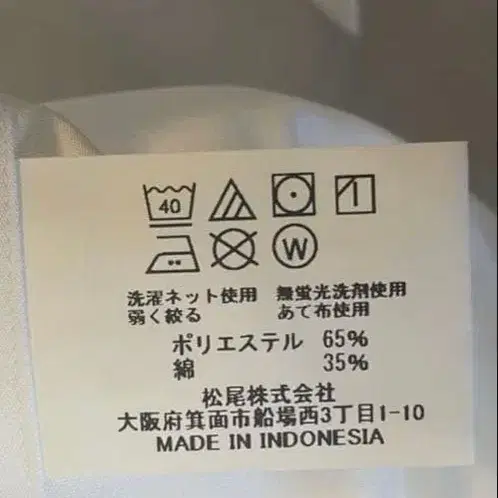 40
W
洗濯ネット使用 無蛍光洗剤使用
弱く絞る あて布使用
ポリエステル 65%
綿 35%
松尾株式会社
大阪府箕面市船場西3丁目1-10
MADE IN INDONESIA